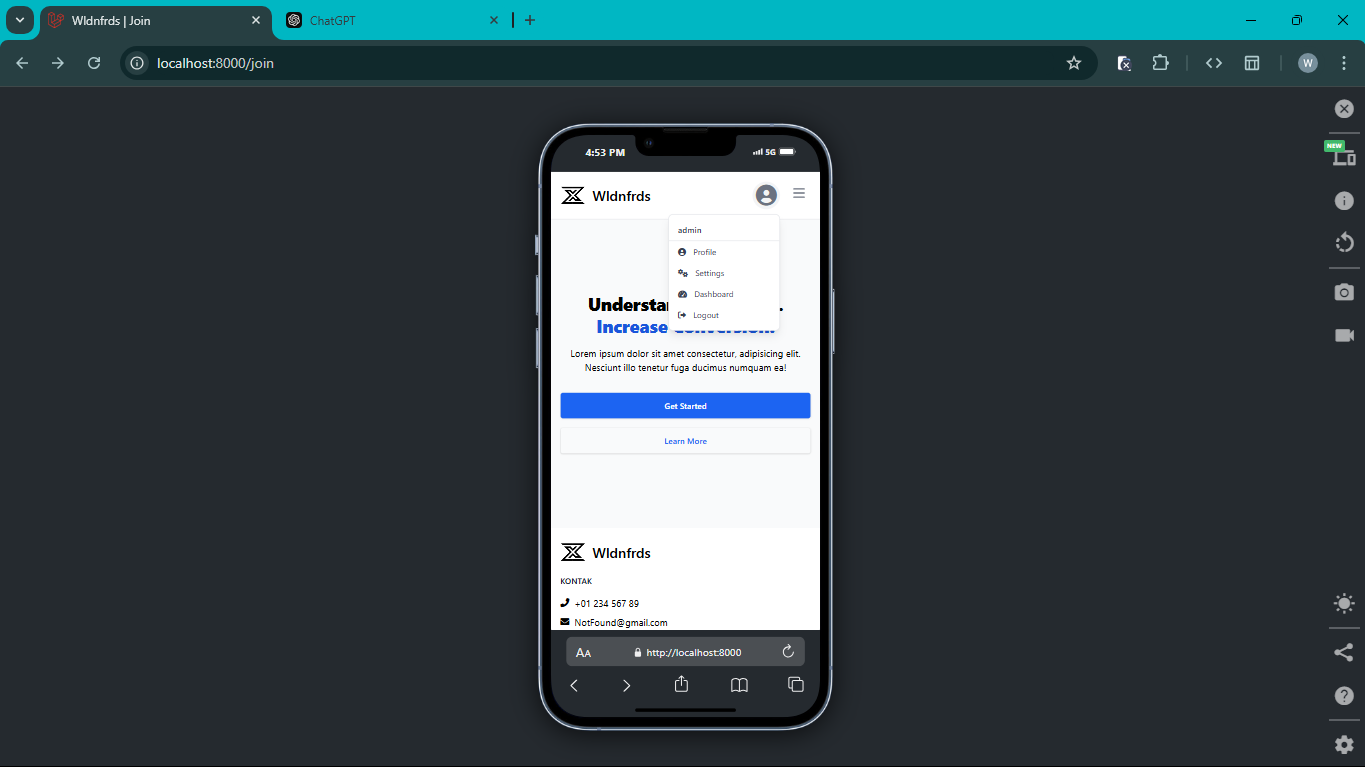 Wldnfrds | Join
ChatGPT
localhost:8000/join
W
NEW
4:53 PM
5G
Wldnfrds
admin
Profile
Settings
Dashboard
Logout
Understa
.
Increase conversion.
Lorem ipsum dolor sit amet consectetur, adipisicing elit.
Nesciunt illo tenetur fuga ducimus numquam ea!
Get Started
Learn More
Wldnfrds
KONTAK
+01 234 567 89
NotFound@gmail.com
AA
http://localhost:8000